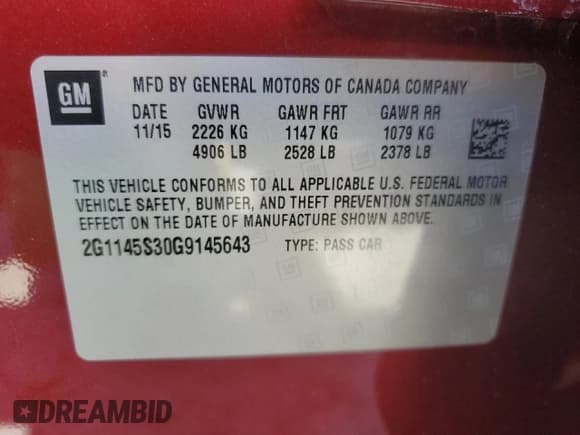 GM
MFD BY GENERAL MOTORS OF CANADA COMPANY
DATE GVWR GAWR FRT GAWR RR
11/15 2226 KG 1147 KG 1079 KG
4906 LB 2528 LB 2378 LB
THIS VEHICLE CONFORMS TO ALL APPLICABLE U.S. FEDERAL MOTOR
VEHICLE SAFETY, BUMPER, AND THEFT PREVENTION STANDARDS IN
EFFECT ON THE DATE OF MANUFACTURE SHOWN ABOVE.
2G1145S30G9145643 TYPE: PASS CAR
DREAMBID